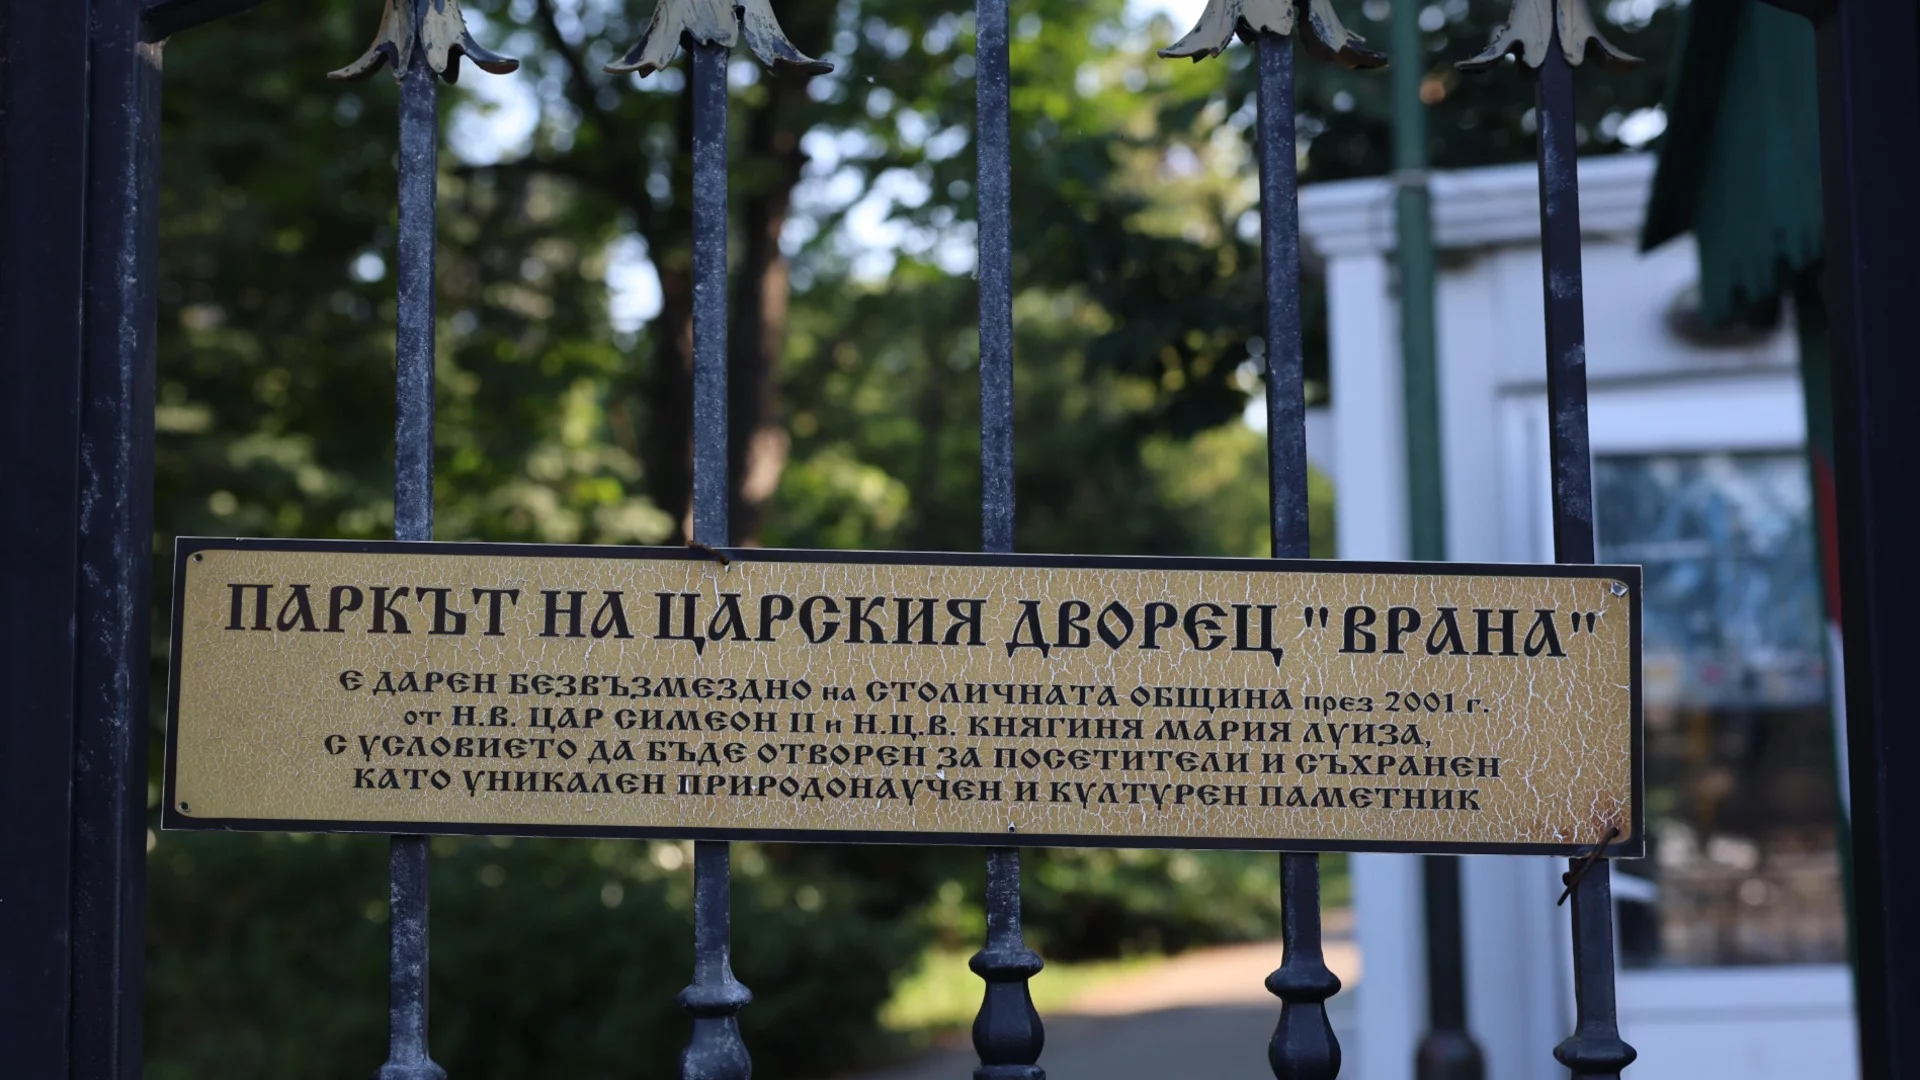 ПАРКЪТ НА ЦАРСКИЯ ДВОРЕЦ "ВРАНА"
Е ДАРЕН БЕЗВЪЗМЕЗДНО на СТОЛИЧНАТА ОБЩИНА през 2001 г.
от Н.В. ЦАР СИМЕОН II и Н.Ц.В. КНЯГИНЯ МАРИЯ ЛУИЗА,
С УСЛОВИЕТО ДА БЪДЕ ОТВОРЕН ЗА ПОСЕТИТЕЛИ И СЪХРАНЕН
КАТО УНИКАЛЕН ПРИРОДОНАУЧЕН И КУЛТУРЕН ПАМЕТНИК